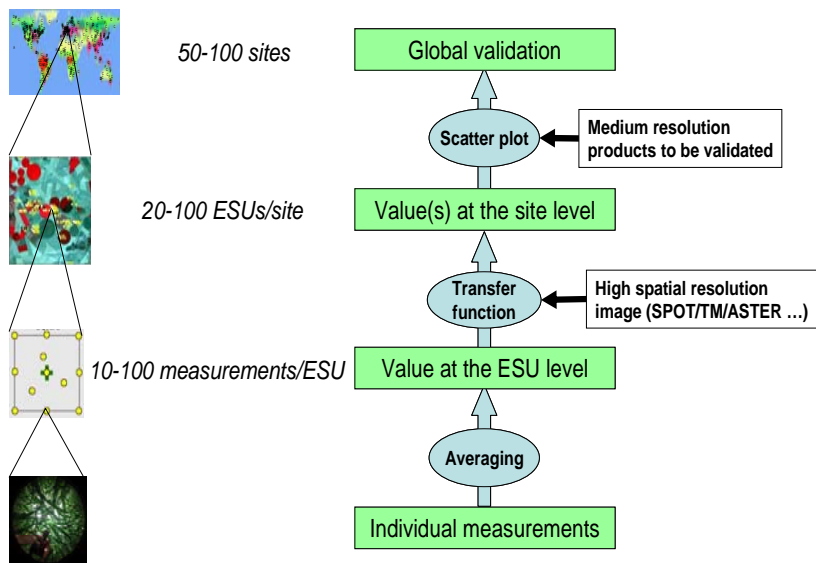 50-100 sites
Global validation
Scatter plot
Medium resolution
products to be validated
20-100 ESUs/site
Value(s) at the site level
Transfer
function
High spatial resolution
image (SPOT/TM/ASTER …)
10-100 measurements/ESU
Value at the ESU level
Averaging
Individual measurements